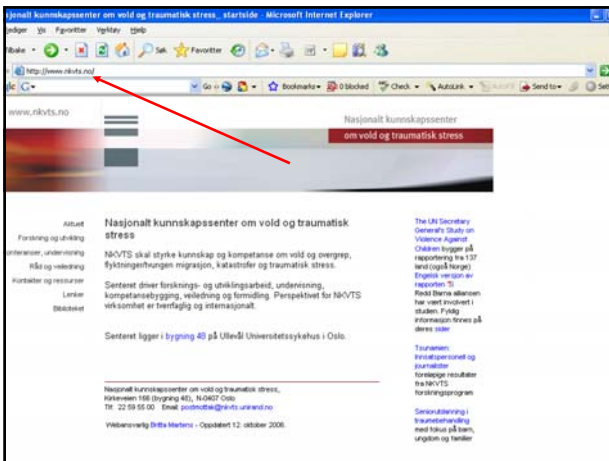 sjonalt kunnskapssenter om vold og traumatisk stress_ startside - Microsoft Internet Explorer
Vis Favoritter Verktøy Hjelp
Tilbake Søk Favoritter
http://www.nkvts.no/
G Go Bookmarks 0 blocked Check AutoLink Send to
www.nkvts.no
Nasjonalt kunnskapssenter
om vold og traumatisk stress
Aktuelt
Forskning og utvikling
onferanser, undervisning
Råd og veiledning
Kontakter og ressurser
Lenker
Biblioteket
Nasjonalt kunnskapssenter om vold og traumatisk
stress
NKVTS skal styrke kunnskap og kompetanse om vold og overgrep,
flyktninger/tvungen migrasjon, katastrofer og traumatisk stress.
Senteret driver forsknings- og utviklingsarbeid, undervisning,
kompetansebygging, veiledning og formidling. Perspektivet for NKVTS'
virksomhet er tverrfaglig og internasjonalt.
Senteret ligger i bygning 48 på Ullevål Universitetssykehus i Oslo.
Nasjonalt kunnskapssenter om vold og traumatisk stress,
Kirkeveien 166 (bygning 48), N-0407 Oslo
Tlf: 22 59 55 00 Email: postmottak@nkvts.unirand.no
Webansvarlig Britta Martens - Oppdatert 12. oktober 2006.
The UN Secretary
General's Study on
Violence Against
Children bygger på
rapportering fra 137
land (også Norge)
Engelsk versjon av
rapporten
Redd Barna alliansen
har vært involvert i
studien. Fyldig
informasjon finnes på
deres sider
Tsunamien:
Innsatspersonell og
journalister
foreløpige resultater
fra NKVTS
forskningsprogram
Seniorutdanning i
traumebehandling
med fokus på barn,
ungdom og familier